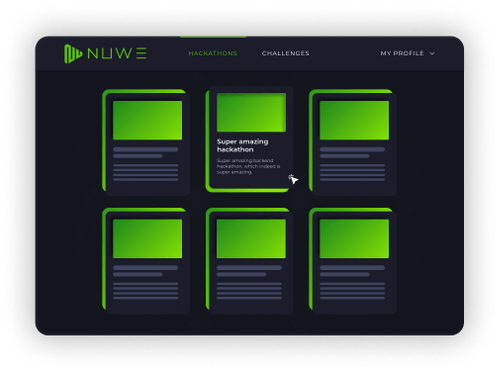 NUWE
HACKATHONS
CHALLENGES
MY PROFILE
Super amazing
hackathon
Super amazing backend
hackathon, which indeed is
super amazing